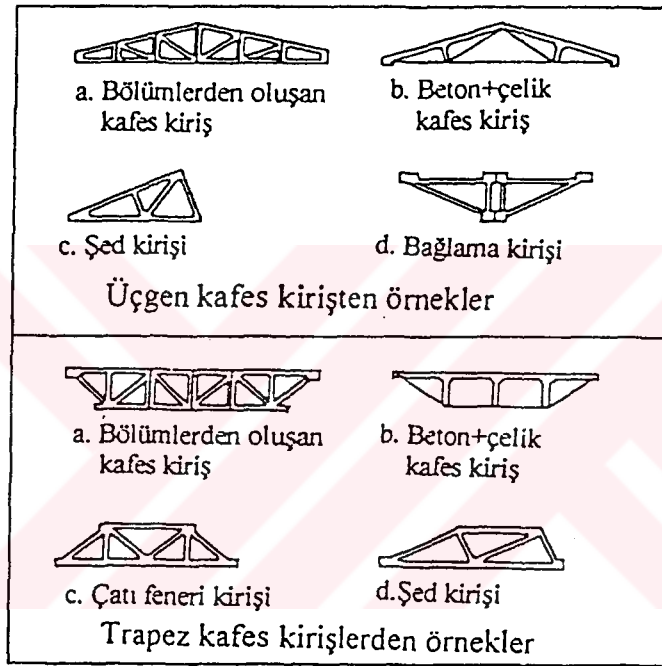 a. Bölümlerden oluşan
kafes kiriş
b. Beton+çelik
kafes kiriş
c. Şed kirişi
d. Bağlama kirişi
Üçgen kafes kirişten örnekler
a. Bölümlerden oluşan
kafes kiriş
b. Beton+çelik
kafes kiriş
c. Çatı feneri kirişi
d.Şed kirişi
Trapez kafes kirişlerden örnekler